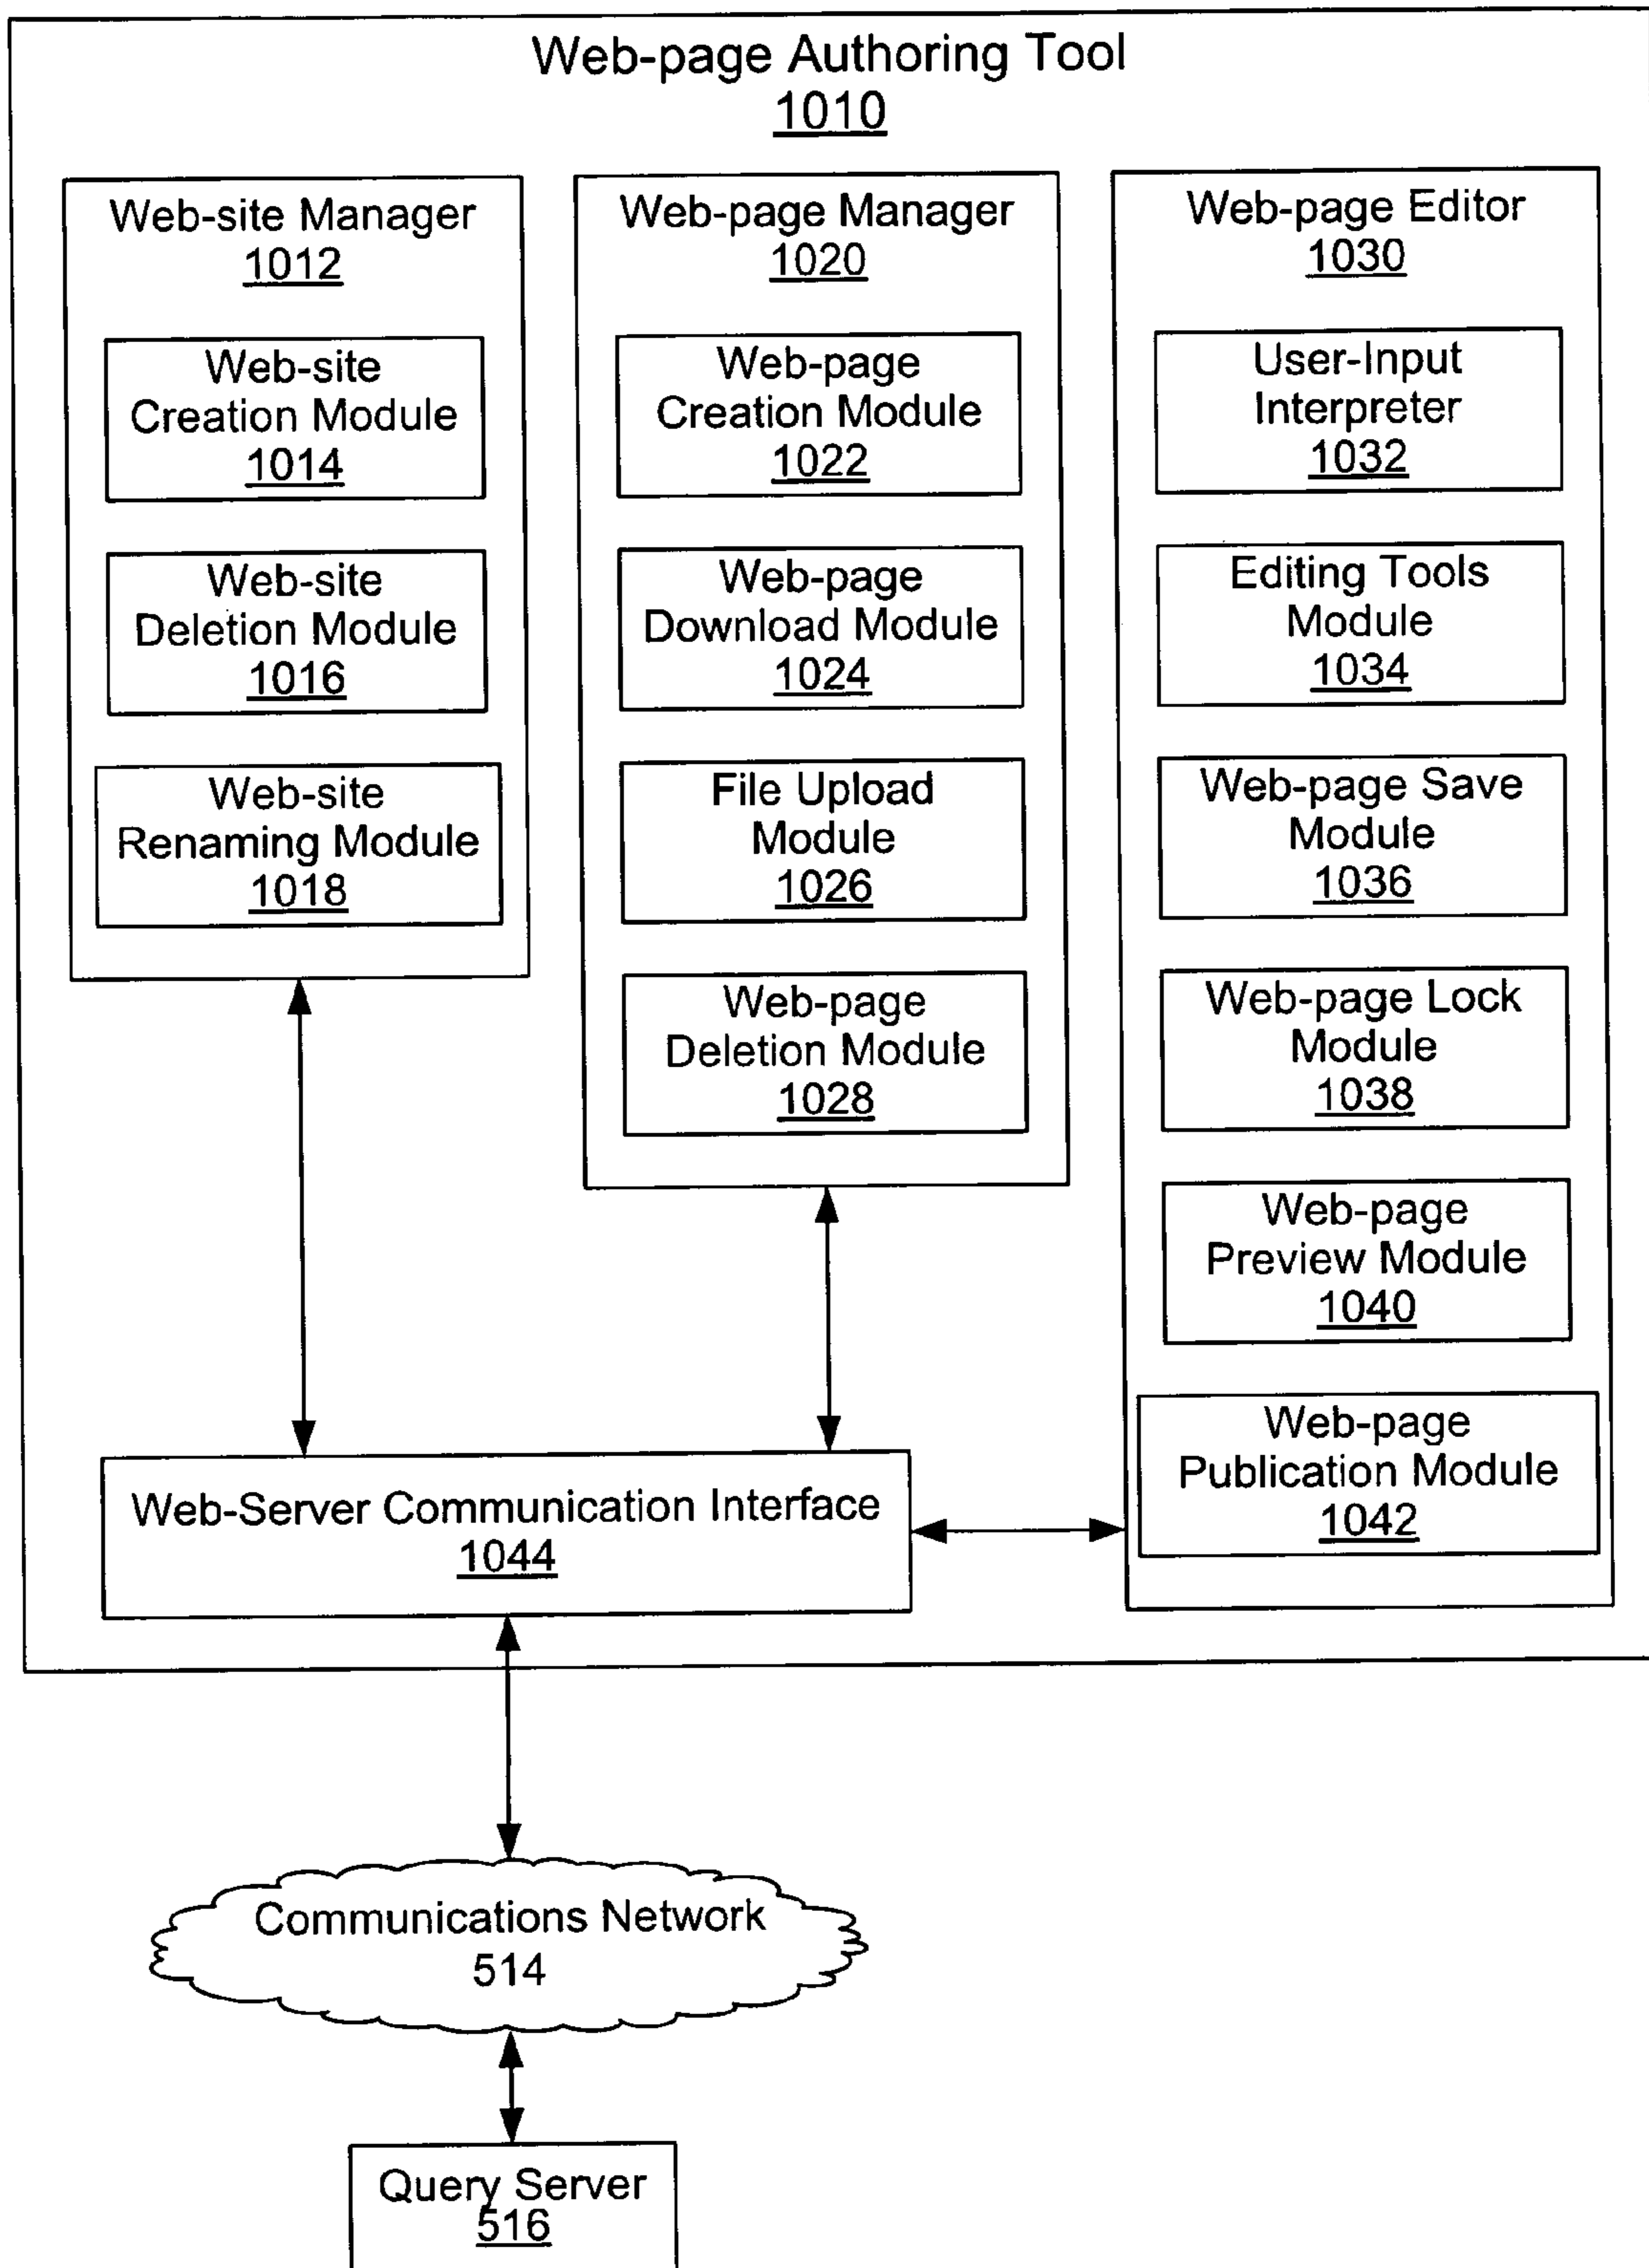 Web-page Authoring Tool
1010
Web-site Manager
1012
Web-site
Creation Module
1014
Web-site
Deletion Module
1016
Web-site
Renaming Module
1018
Web-page Manager
1020
Web-page
Creation Module
1022
Web-page
Download Module
1024
File Upload
Module
1026
Web-page
Deletion Module
1028
Web-page Editor
1030
User-Input
Interpreter
1032
Editing Tools
Module
1034
Web-page Save
Module
1036
Web-page Lock
Module
1038
Web-page
Preview Module
1040
Web-page
Publication Module
1042
Web-Server Communication Interface
1044
Communications Network
514
Query Server
516